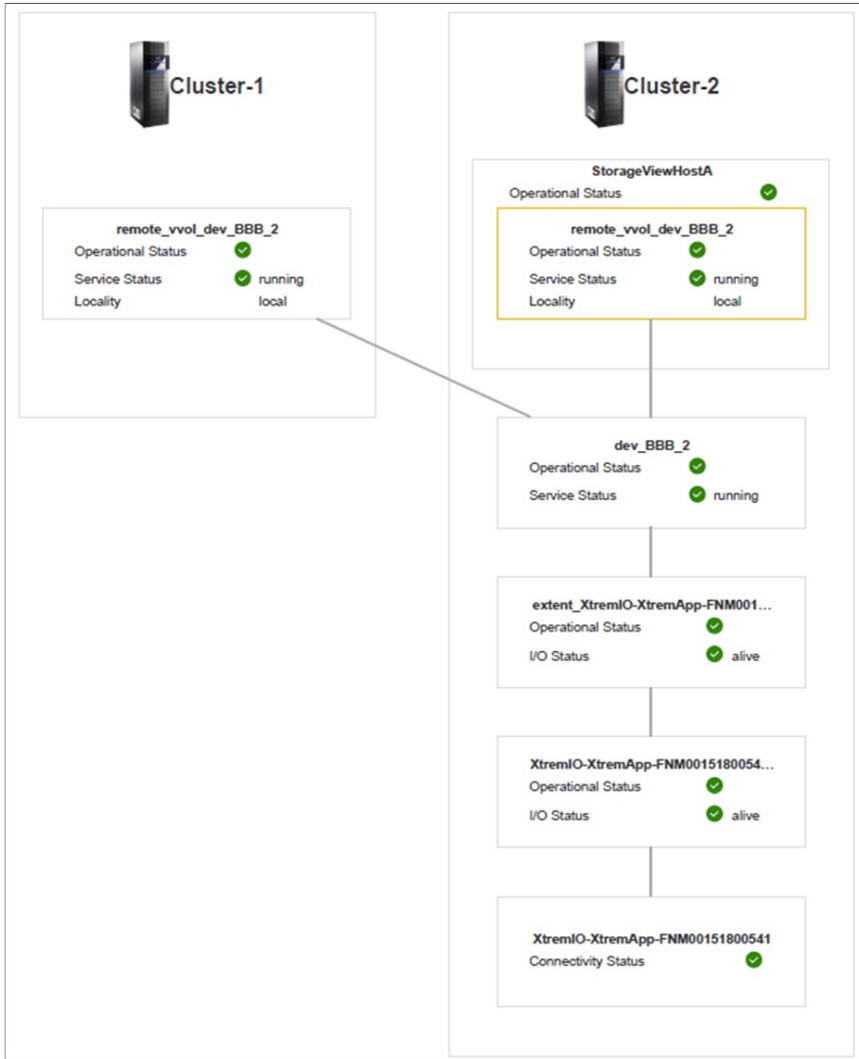 Cluster-1
remote_vvol_dev_BBB_2
Operational Status
Service Status running
Locality local
Cluster-2
StorageViewHostA
Operational Status
remote_vvol_dev_BBB_2
Operational Status
Service Status running
Locality local
dev_BBB_2
Operational Status
Service Status running
extent_XtremIO-XtremApp-FNM001...
Operational Status
I/O Status alive
XtremIO-XtremApp-FNM0015180054...
Operational Status
I/O Status alive
XtremIO-XtremApp-FNM00151800541
Connectivity Status